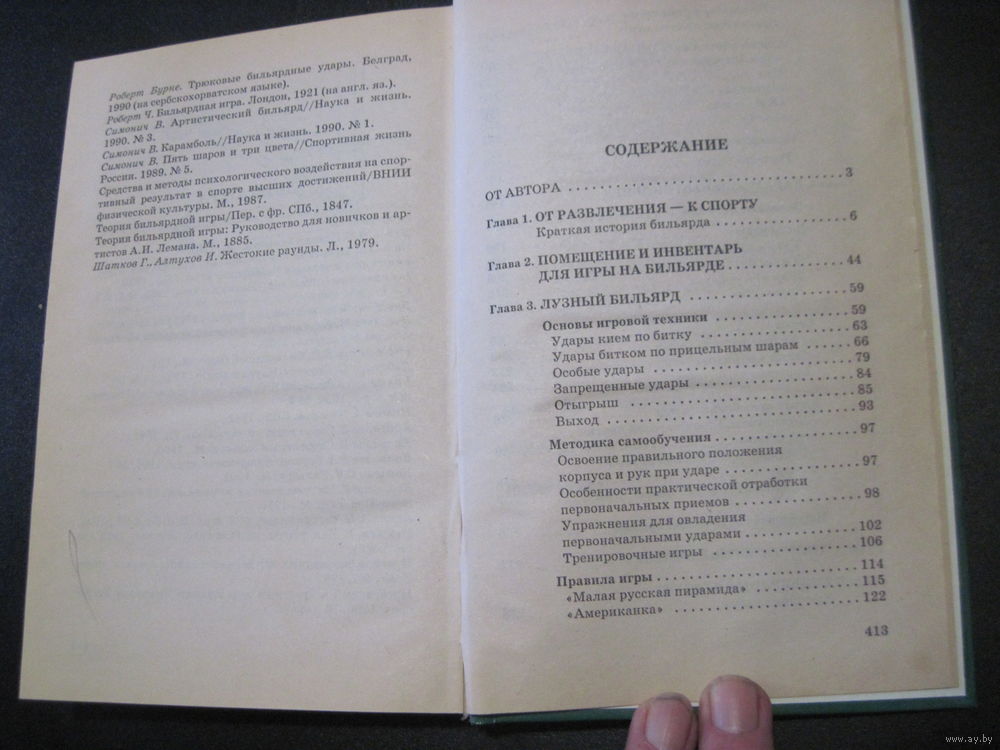 Роберт Бурне. Трюковые бильярдные удары. Белград,
1990 (на сербскохорватском языке).
Роберт Ч. Бильярдная игра. Лондон, 1921 (на англ. яз.).
Симонич В. Артистический бильярд//Наука и жизнь.
1990. № 3.
Симонич В. Карамболь//Наука и жизнь. 1990. № 1.
Симонич В. Пять шаров и три цвета//Спортивная жизнь
России. 1989. № 5.
Средства и методы психологического воздействия на спор-
тивный результат в спорте высших достижений/ВНИИ
физической культуры. М., 1987.
Теория бильярдной игры/Пер. с фр. СПб., 1847.
Теория бильярдной игры: Руководство для новичков и ар-
тистов А.И. Лемана. М., 1885.
Шатков Г., Алтухов И. Жестокие раунды. Л., 1979.
СОДЕРЖАНИЕ
ОТ АВТОРА . . . . . . . . . . 3
Глава 1. ОТ РАЗВЛЕЧЕНИЯ — К СПОРТУ
Краткая история бильярда . . . . . . . . . . 6
Глава 2. ПОМЕЩЕНИЕ И ИНВЕНТАРЬ
ДЛЯ ИГРЫ НА БИЛЬЯРДЕ . . . . . . . . . . 44
Глава 3. ЛУЗНЫЙ БИЛЬЯРД . . . . . . . . . . 59
Основы игровой техники . . . . . . . . . . 59
Удары кием по битку . . . . . . . . . . 63
Удары битком по прицельным шарам . . . . . 66
Особые удары . . . . . . . . . . 79
Запрещенные удары . . . . . . . . . . 84
Отыгрыш . . . . . . . . . . 85
Выход . . . . . . . . . . 93
Методика самообучения . . . . . . . . . . 97
Освоение правильного положения
корпуса и рук при ударе . . . . . . . . . . 97
Особенности практической отработки
первоначальных приемов . . . . . . . . . . 98
Упражнения для овладения
первоначальными ударами . . . . . . . . . . 102
Тренировочные игры . . . . . . . . . . 106
Правила игры . . . . . . . . . . 114
«Малая русская пирамида» . . . . . . . . . . 115
«Американка» . . . . . . . . . . 122
413
www.ay.by